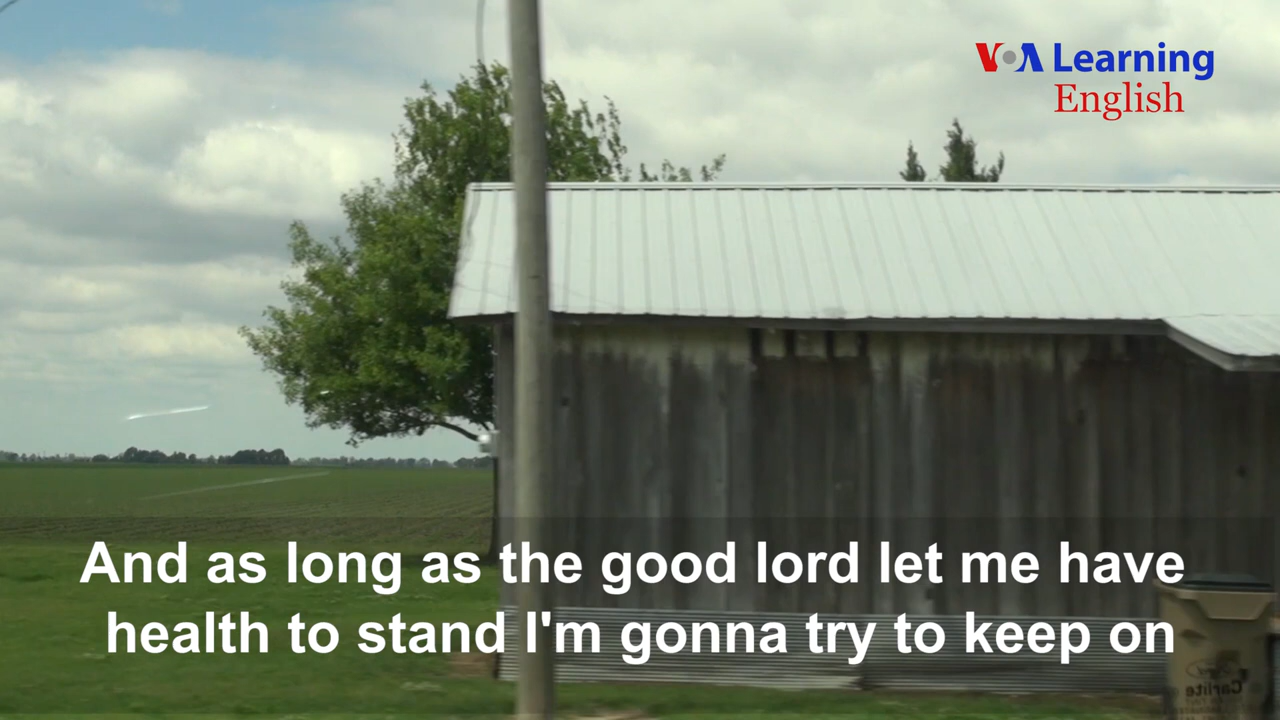 VOA Learning
English
And as long as the good lord let me have
health to stand I'm gonna try to keep on